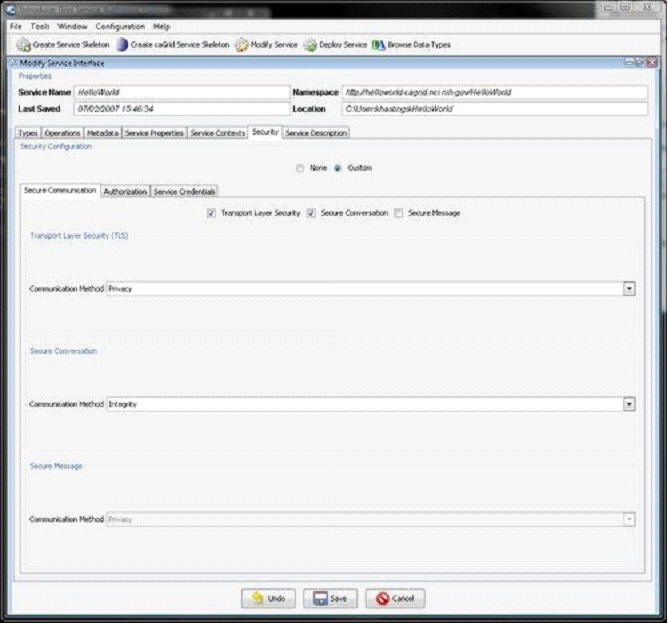 File Tools Window Configuration Help
Create Service Skeleton Create caGrid Service Skeleton Modify Service Deploy Service Browse Data Types
Modify Service Interface
Properties
Service Name HelloWorld Namespace http://helloworld.cagrid.nci.nih.gov/HelloWorld
Last Saved 07/02/2007 15:46:34 Location C:\Users\hastings\HelloWorld
Types Operations Metadata Service Properties Service Contexts Security Service Description
Security Configuration
None Custom
Secure Communication Authorization Service Credentials
Transport Layer Security Secure Conversation Secure Message
Transport Layer Security (TLS)
Communication Method Privacy
Secure Conversation
Communication Method Integrity
Secure Message
Communication Method Privacy
Undo Save Cancel